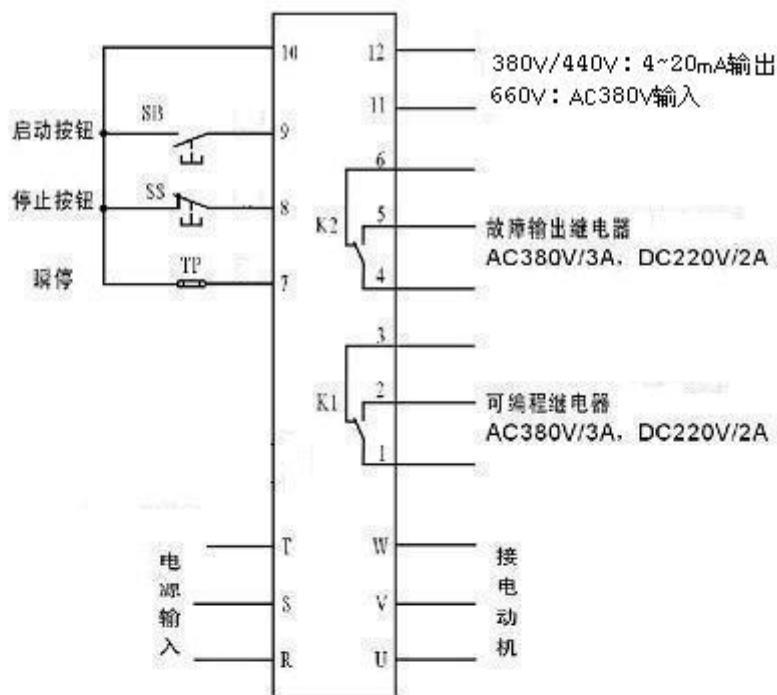 10
12
380V/440V：4~20mA输出
11
660V：AC380V输入
启动按钮
SB
9
6
停止按钮
SS
8
K2
5
故障输出继电器
AC380V/3A，DC220V/2A
瞬停
TP
7
4
3
K1
2
可编程继电器
AC380V/3A，DC220V/2A
1
电源输入
T
S
R
W
V
U
接电动机